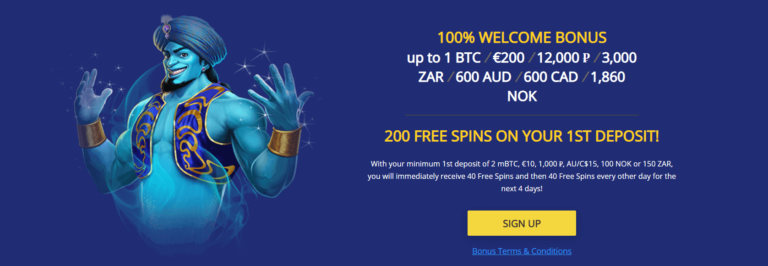 100% WELCOME BONUS
up to 1 BTC / €200 / 12,000 ₽ / 3,000
ZAR / 600 AUD / 600 CAD / 1,860
NOK
200 FREE SPINS ON YOUR 1ST DEPOSIT!
With your minimum 1st deposit of 2 mBTC, €10, 1,000 ₽, AU/C$15, 100 NOK or 150 ZAR,
you will immediately receive 40 Free Spins and then 40 Free Spins every other day for the
next 4 days!
SIGN UP
Bonus Terms & Conditions